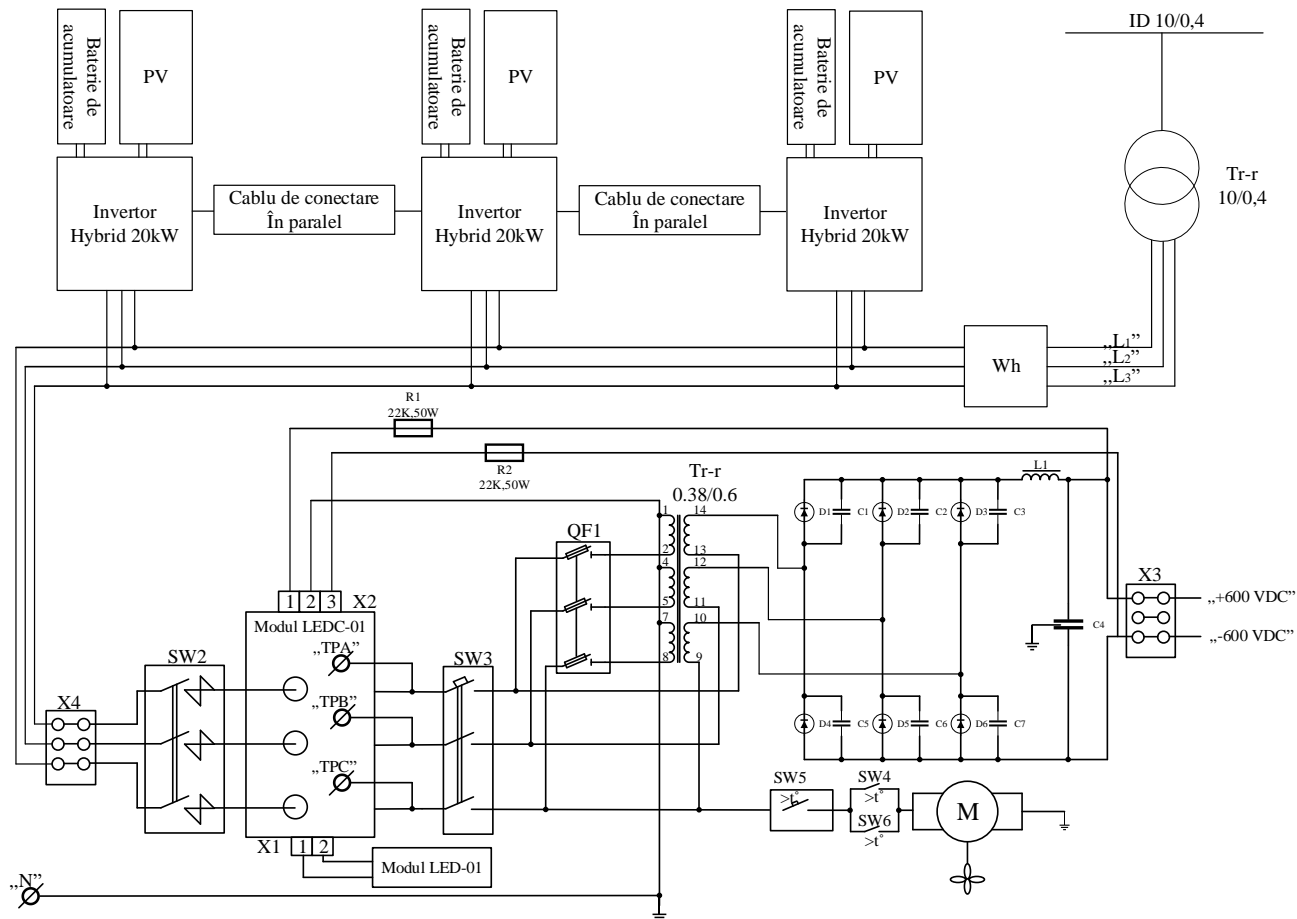 ID 10/0,4
Baterie de
acumulatoare
PV
Baterie de
acumulatoare
PV
Baterie de
acumulatoare
PV
Tr-r
10/0,4
Invertor
Hybrid 20kW
Cablu de conectare
În paralel
Invertor
Hybrid 20kW
Cablu de conectare
În paralel
Invertor
Hybrid 20kW
Wh
„L1”
„L2”
„L3”
R1
22K,50W
R2
22K,50W
Tr-r
0.38/0.6
L1
QF1
1
14
2
13
4
12
5
11
7
10
8
9
D1
C1
D2
C2
D3
C3
X3
„+600 VDC”
„-600 VDC”
C4
1
2
3
X2
Modul LEDC-01
„TPA”
„TPB”
„TPC”
SW2
SW3
X4
D4
C5
D5
C6
D6
C7
SW5
>t°
SW4
>t°
SW6
>t°
M
X1
1
2
Modul LED-01
„N”